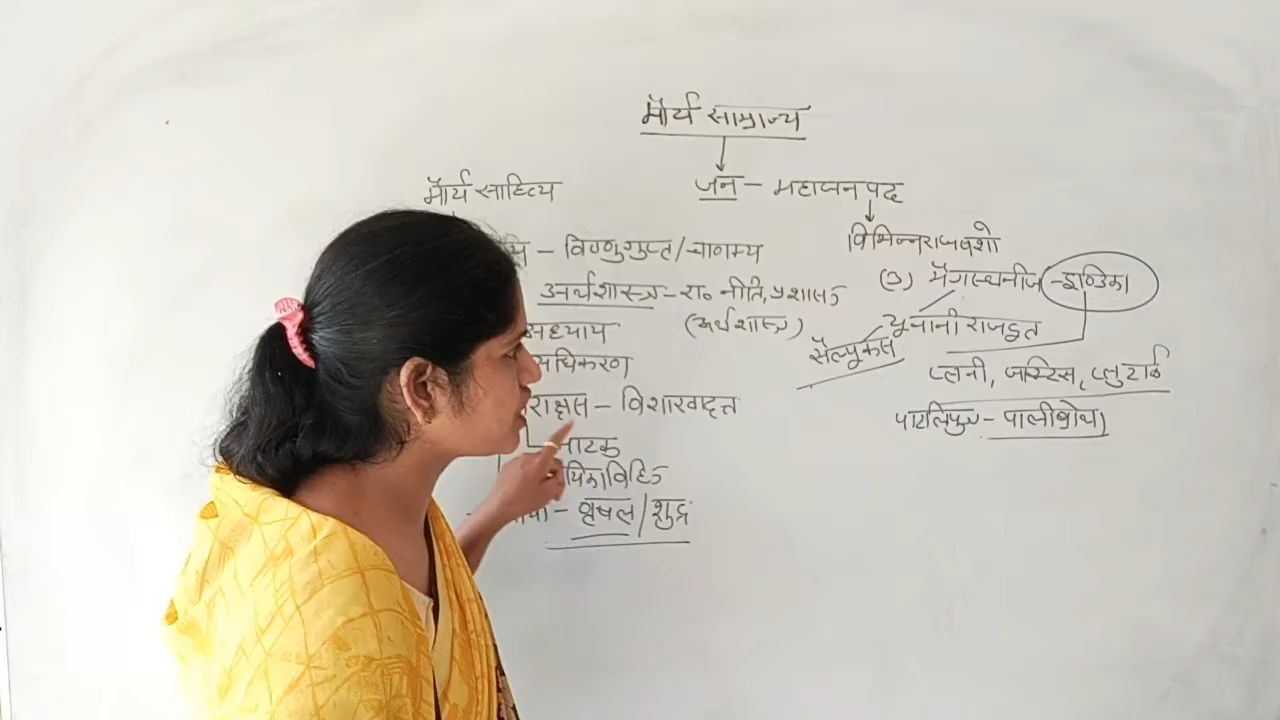 मौर्य साम्राज्य
जन - महाजनपद
विभिन्न राजवंशो
मौर्य साहित्य
- विष्णुगुप्त/चाणक्य
अर्थशास्त्र - रा० नीति, प्रशासन
(अर्थशास्त्र)
अध्याय
अधिकरण
राक्षस - विशाखदत्त
नाटक
- वृषल/शुद्र
(3) मैगस्थनीज - इण्डिका
यूनानी राजदूत
सैल्यूकस
प्लनी, जस्टिस, प्लुटार्क
पाटलिपुत्र - पालीबोथा